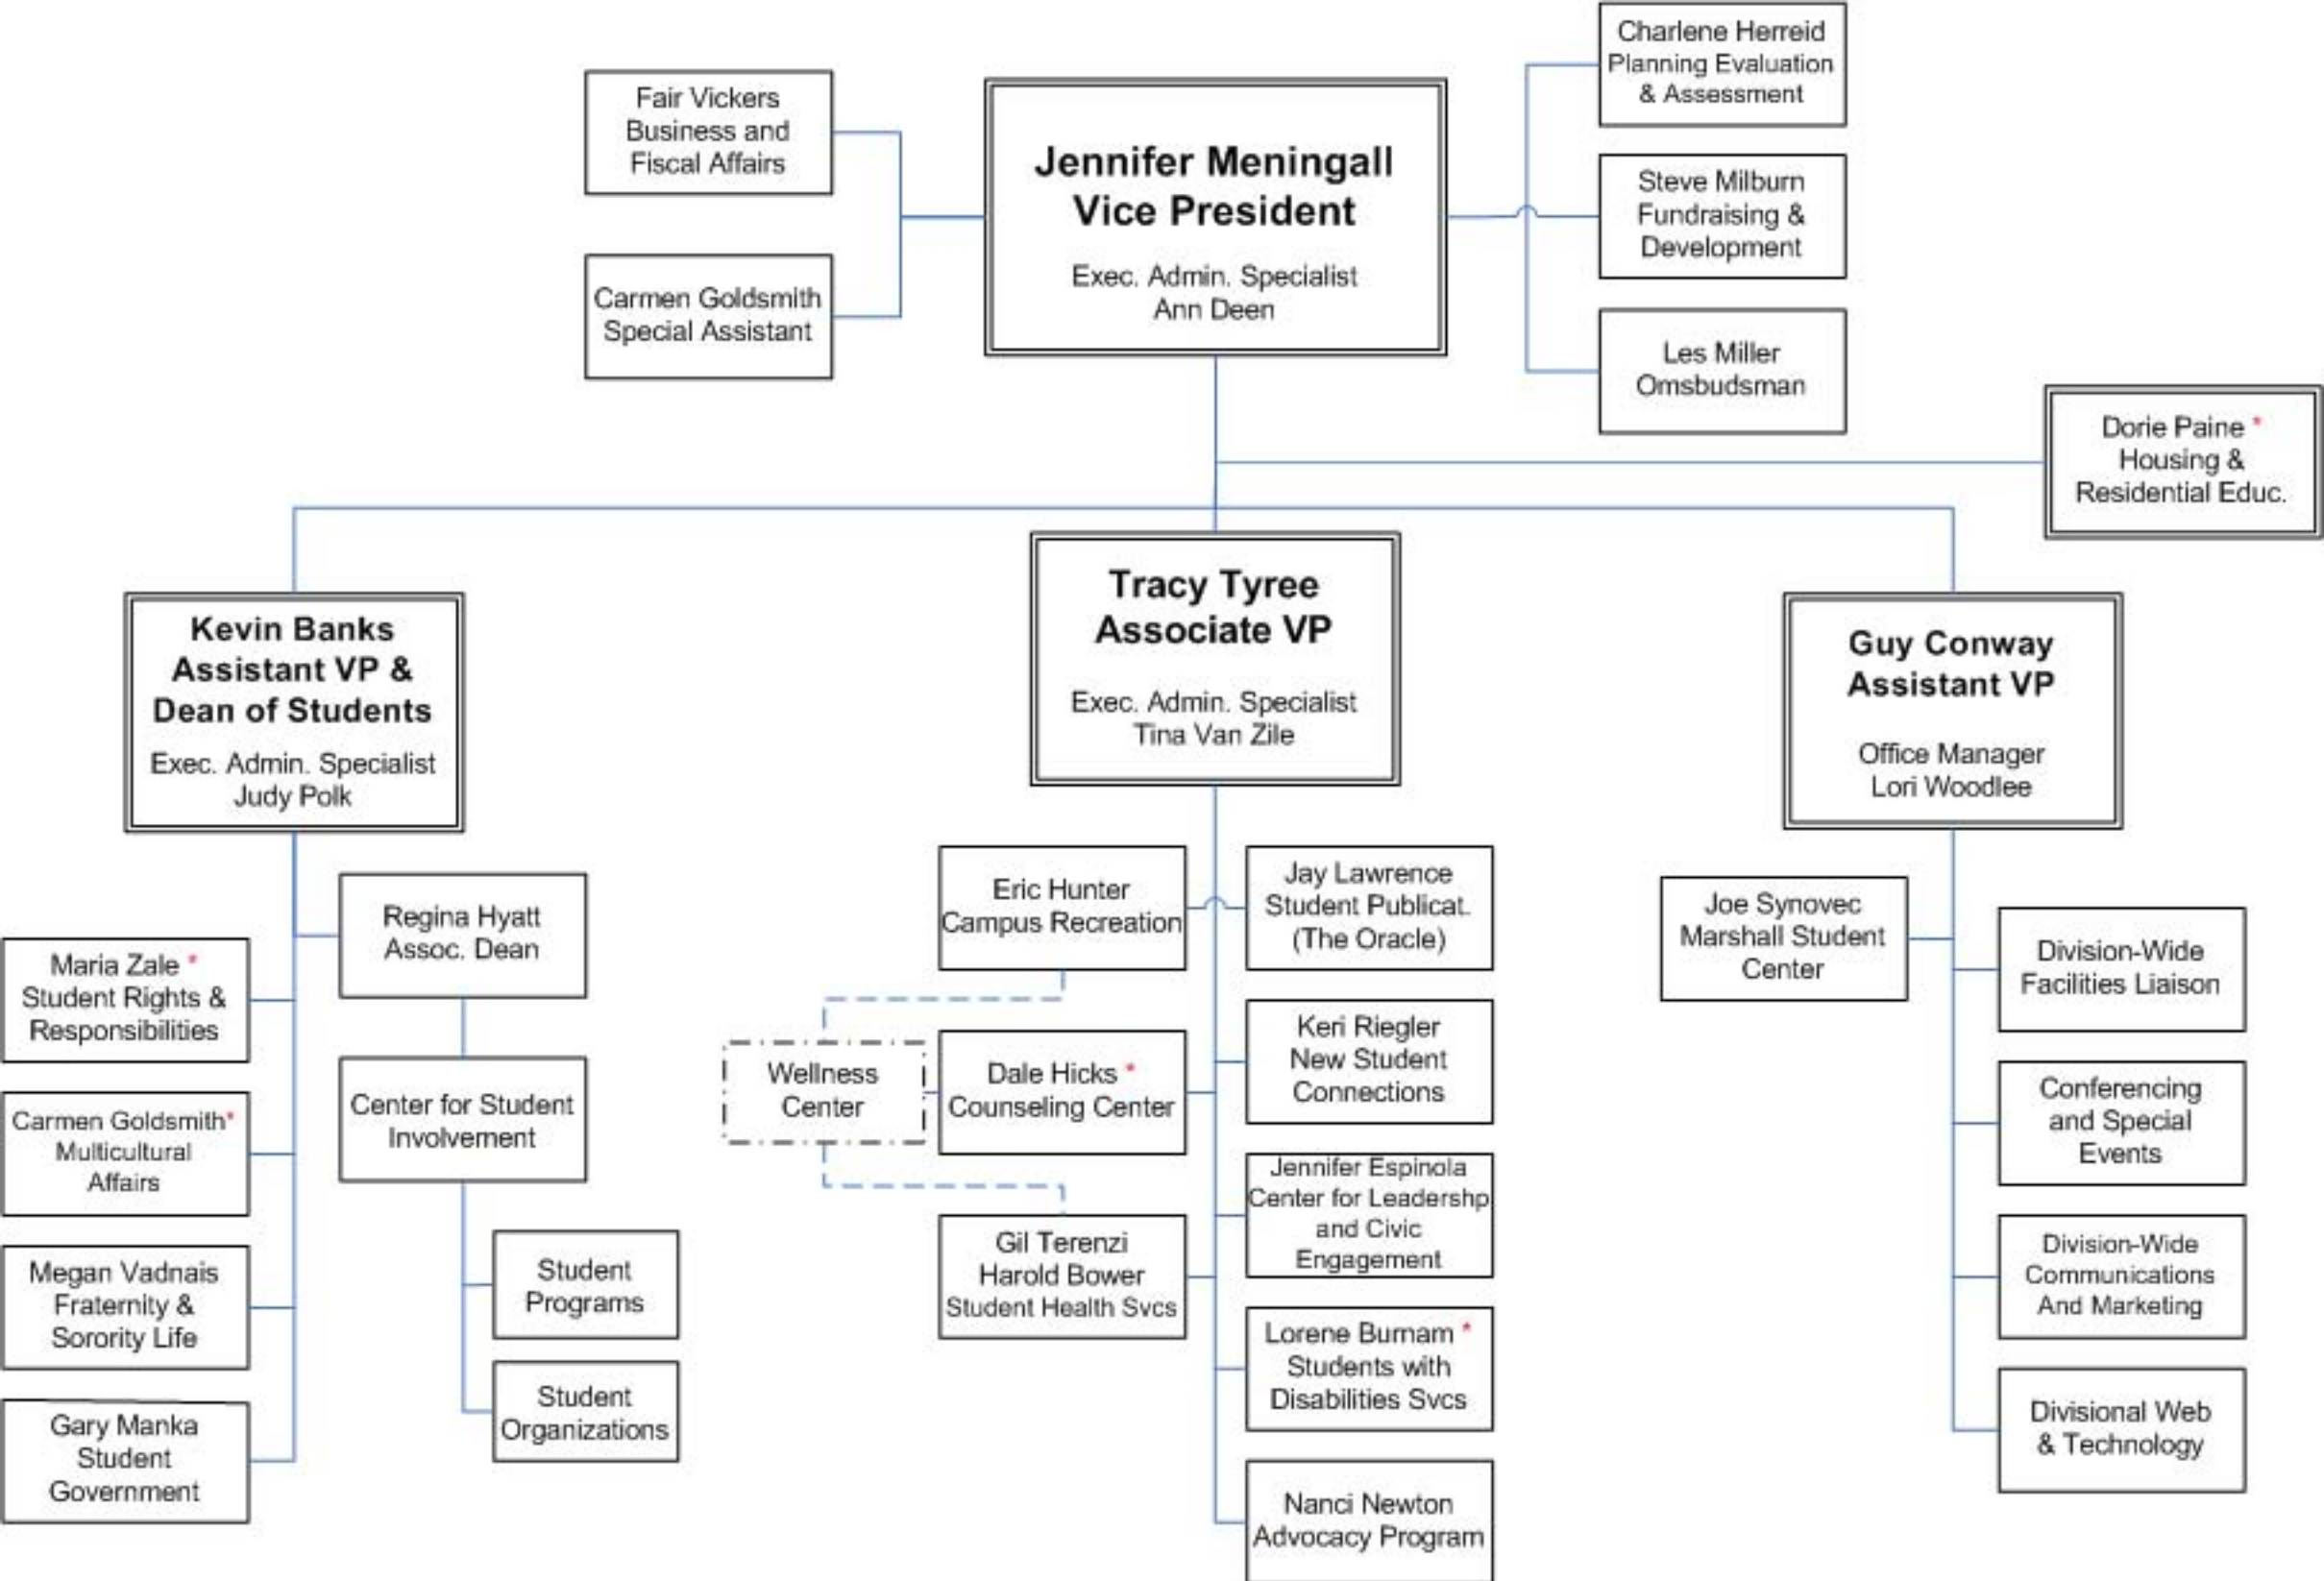 Fair Vickers
Business and
Fiscal Affairs
Carmen Goldsmith
Special Assistant
Jennifer Meningall
Vice President
Exec. Admin. Specialist
Ann Deen
Charlene Herreid
Planning Evaluation
& Assessment
Steve Milburn
Fundraising &
Development
Les Miller
Omsbudsman
Dorie Paine *
Housing &
Residential Educ.
Kevin Banks
Assistant VP &
Dean of Students
Exec. Admin. Specialist
Judy Polk
Tracy Tyree
Associate VP
Exec. Admin. Specialist
Tina Van Zile
Guy Conway
Assistant VP
Office Manager
Lori Woodlee
Regina Hyatt
Assoc. Dean
Maria Zale *
Student Rights &
Responsibilities
Carmen Goldsmith*
Multicultural
Affairs
Megan Vadnais
Fraternity &
Sorority Life
Gary Manka
Student
Government
Center for Student
Involvement
Student
Programs
Student
Organizations
Eric Hunter
Campus Recreation
Wellness
Center
Dale Hicks *
Counseling Center
Gil Terenzi
Harold Bower
Student Health Svcs
Jay Lawrence
Student Publicat.
(The Oracle)
Keri Riegler
New Student
Connections
Jennifer Espinola
Center for Leadershp
and Civic
Engagement
Lorene Burnam *
Students with
Disabilities Svcs
Nanci Newton
Advocacy Program
Joe Synovec
Marshall Student
Center
Division-Wide
Facilities Liaison
Conferencing
and Special
Events
Division-Wide
Communications
And Marketing
Divisional Web
& Technology